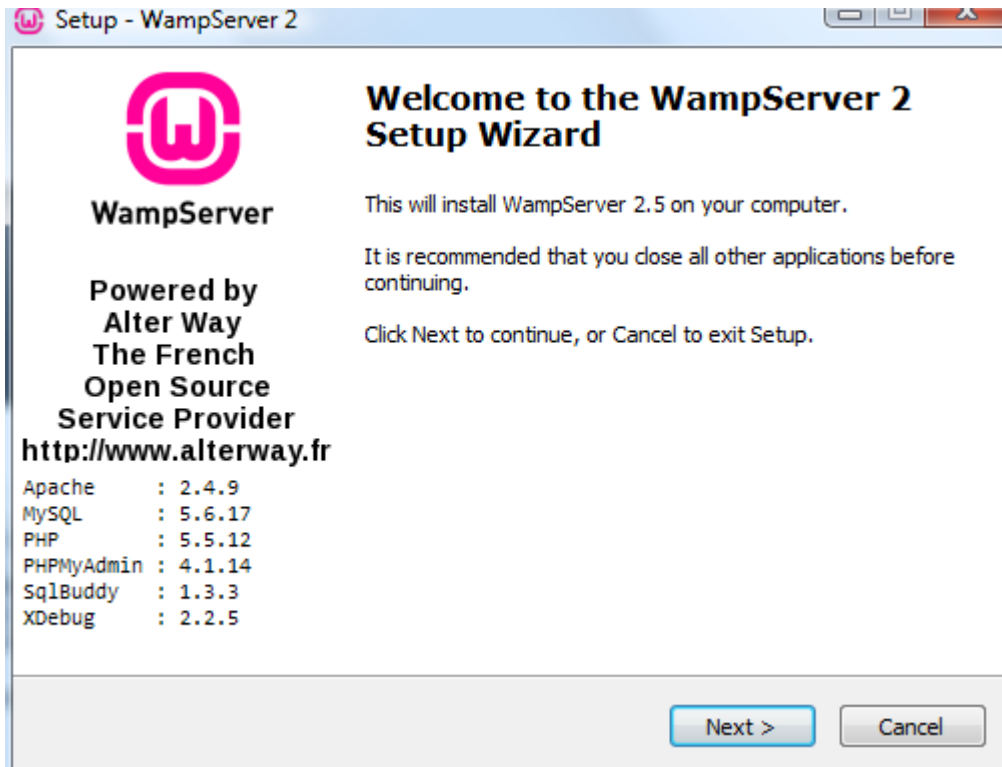 Setup - WampServer 2
WampServer
Powered by
Alter Way
The French
Open Source
Service Provider
http://www.alterway.fr
Apache : 2.4.9
MySQL : 5.6.17
PHP : 5.5.12
PHPMyAdmin : 4.1.14
SqlBuddy : 1.3.3
XDebug : 2.2.5
Welcome to the WampServer 2
Setup Wizard
This will install WampServer 2.5 on your computer.
It is recommended that you close all other applications before
continuing.
Click Next to continue, or Cancel to exit Setup.
Next >
Cancel